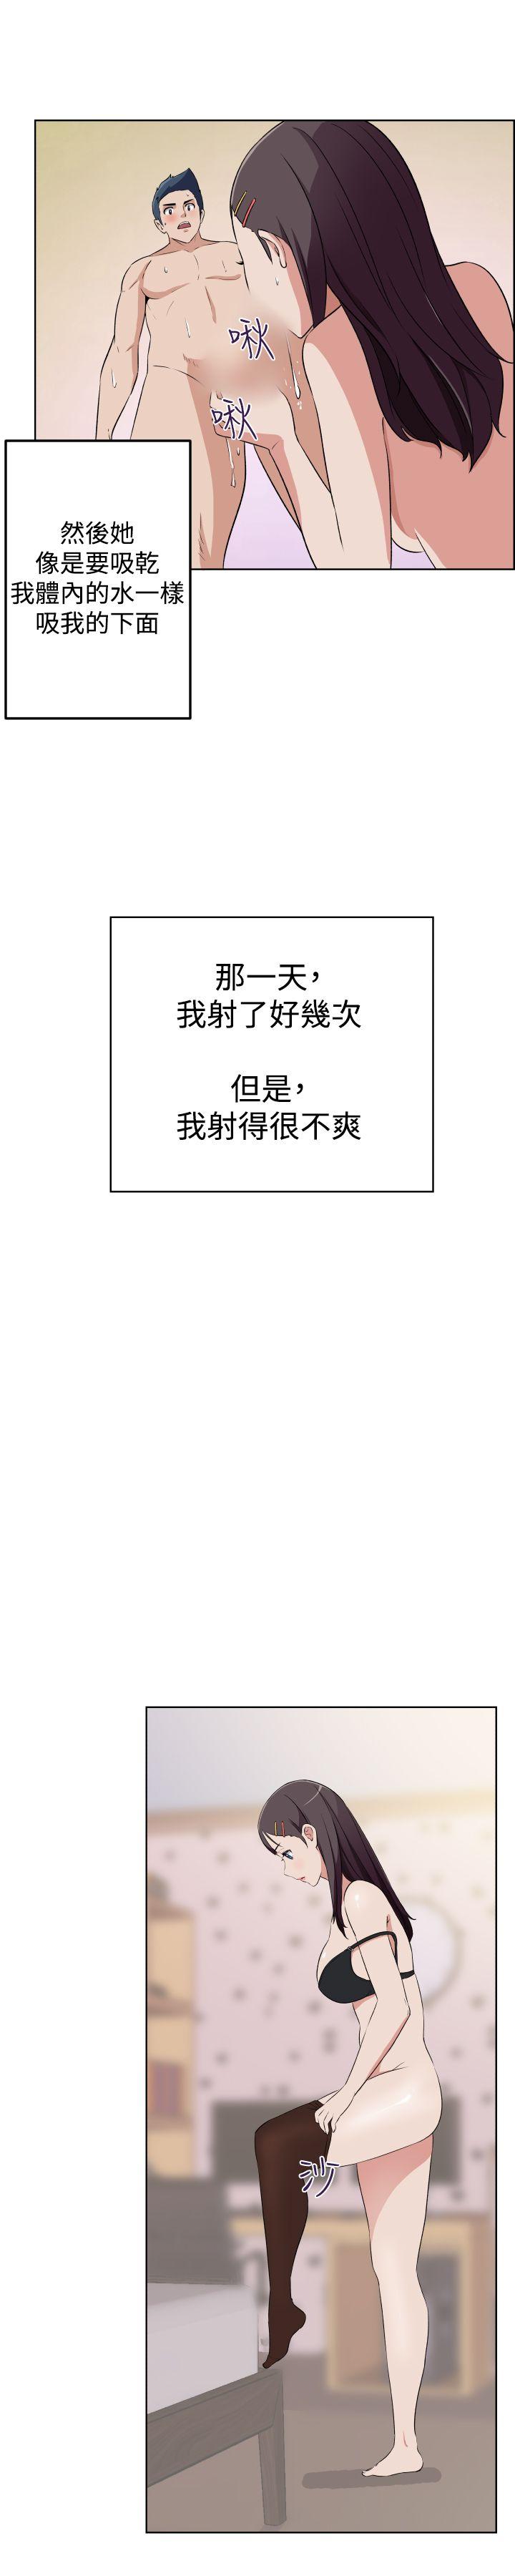 啾
啾
然後她
像是要吸乾
我體內的水一樣
吸我的下面
那一天，
我射了好幾次
但是，
我射得很不爽
沙